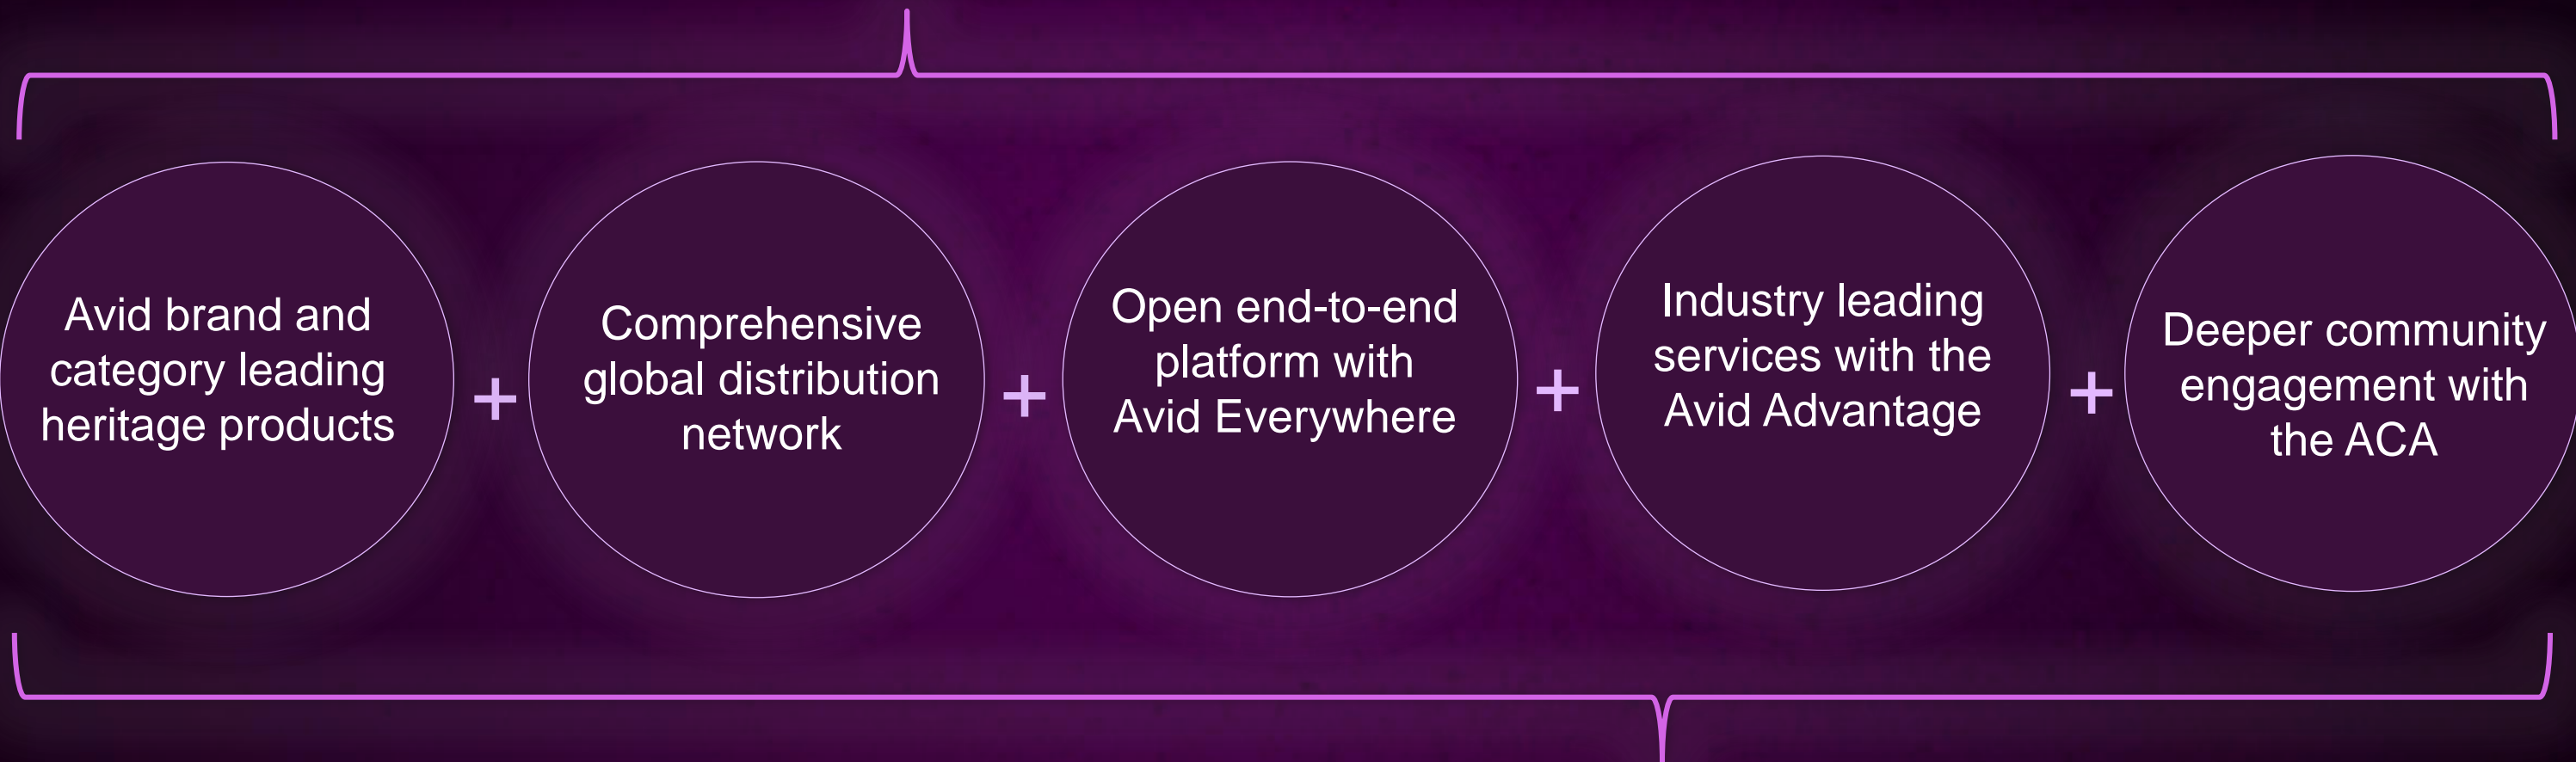 Avid brand and
category leading
heritage products
+
Comprehensive
global distribution
network
+
Open end-to-end
platform with
Avid Everywhere
+
Industry leading
services with the
Avid Advantage
+
Deeper community
engagement with
the ACA